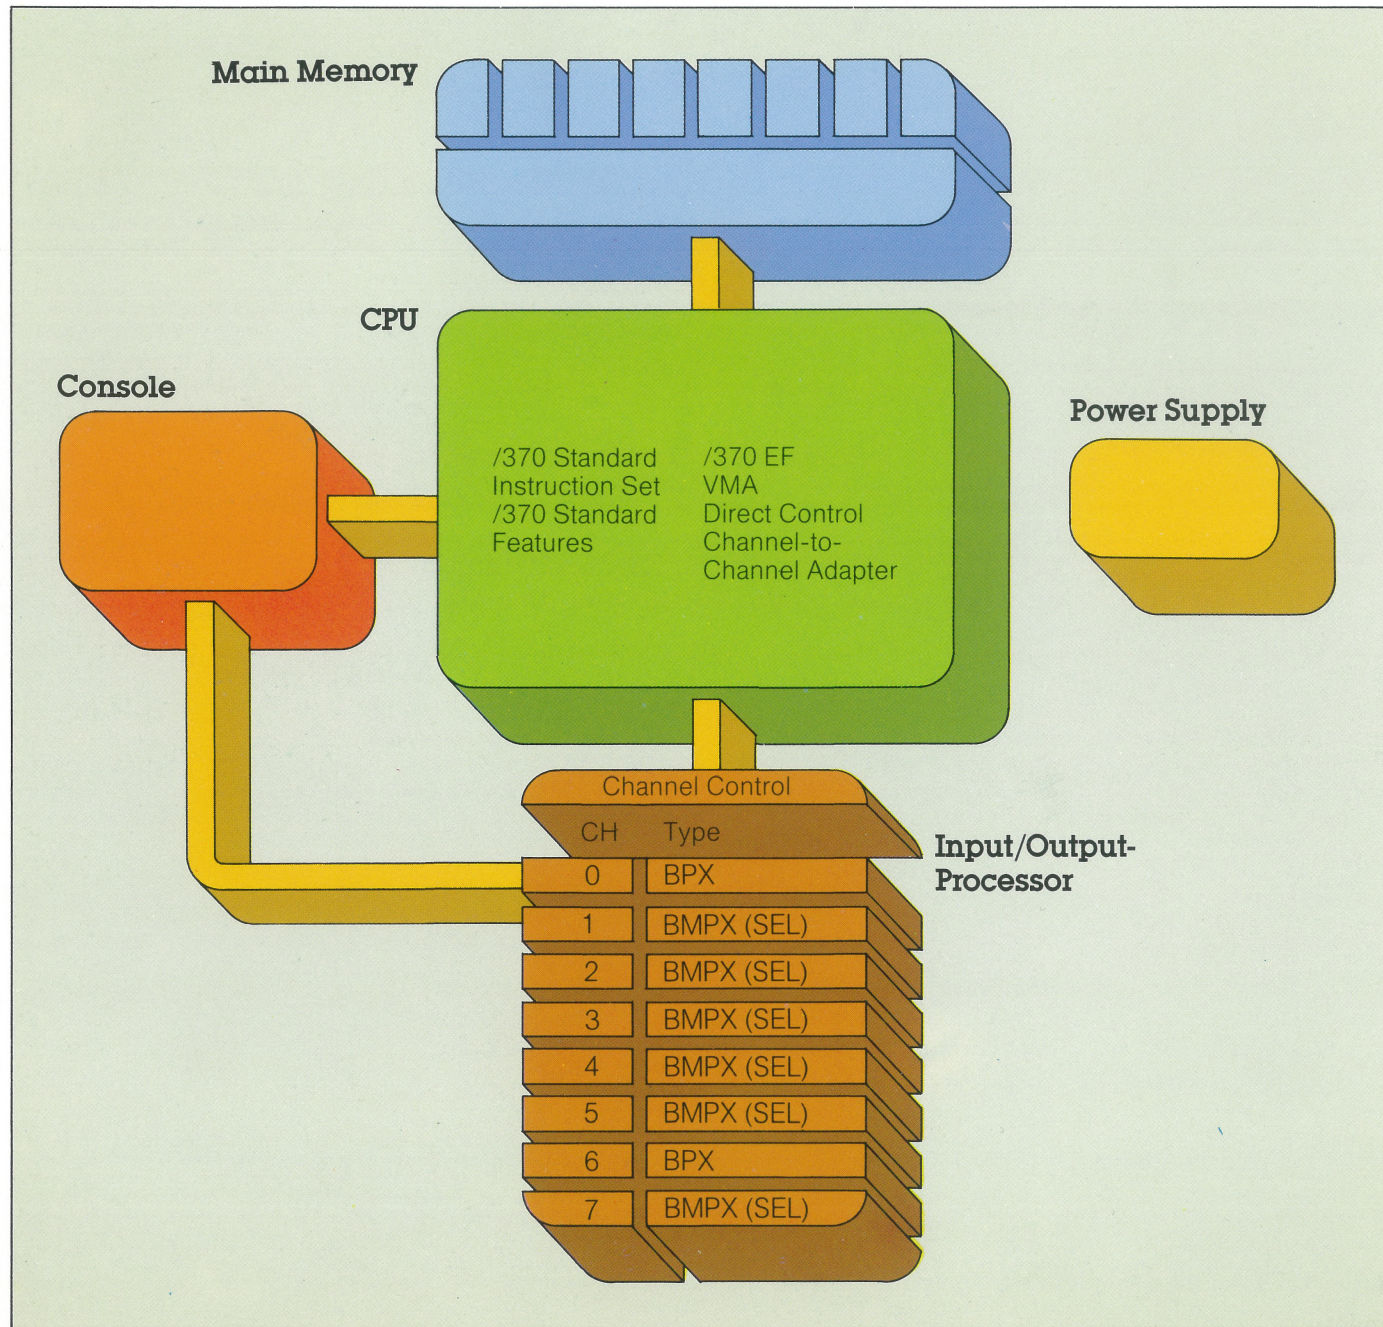 Main Memory
CPU
Console
Power Supply
/370 Standard
Instruction Set
/370 Standard
Features
/370 EF
VMA
Direct Control
Channel-to-
Channel Adapter
Channel Control
CH Type
Input/Output-
Processor
0 BPX
1 BMPX (SEL)
2 BMPX (SEL)
3 BMPX (SEL)
4 BMPX (SEL)
5 BMPX (SEL)
6 BPX
7 BMPX (SEL)